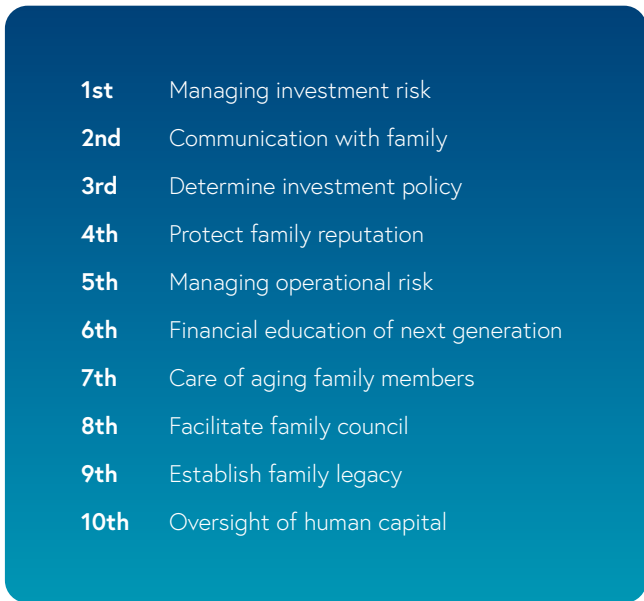 1st Managing investment risk
2nd Communication with family
3rd Determine investment policy
4th Protect family reputation
5th Managing operational risk
6th Financial education of next generation
7th Care of aging family members
8th Facilitate family council
9th Establish family legacy
10th Oversight of human capital